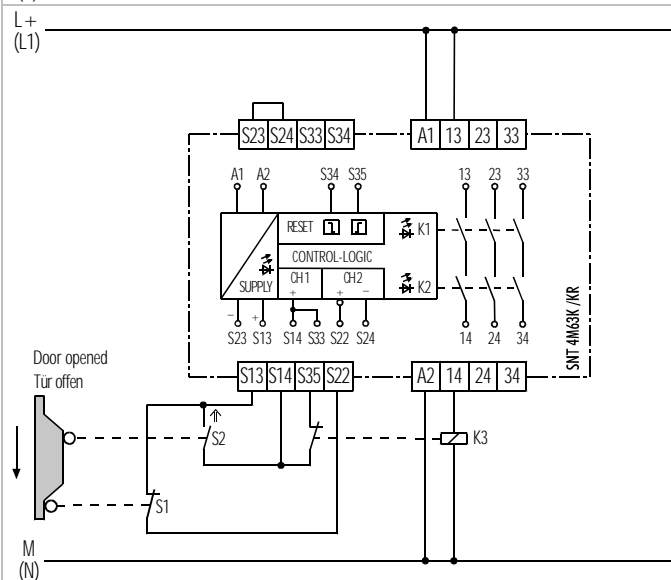 L+
(L1)
S23 S24 S33 S34
A1 13 23 33
A1 A2 S34 S35 13 23 33
RESET
K1
CONTROL-LOGIC
SUPPLY
CH1 CH2
+ + −
K2
− +
S23 S13 S14 S33 S22 S24 14 24 34
SNT 4M63K /KR
Door opened
Tür offen
S13 S14 S35 S22
A2 14 24 34
S2
K3
S1
M
(N)